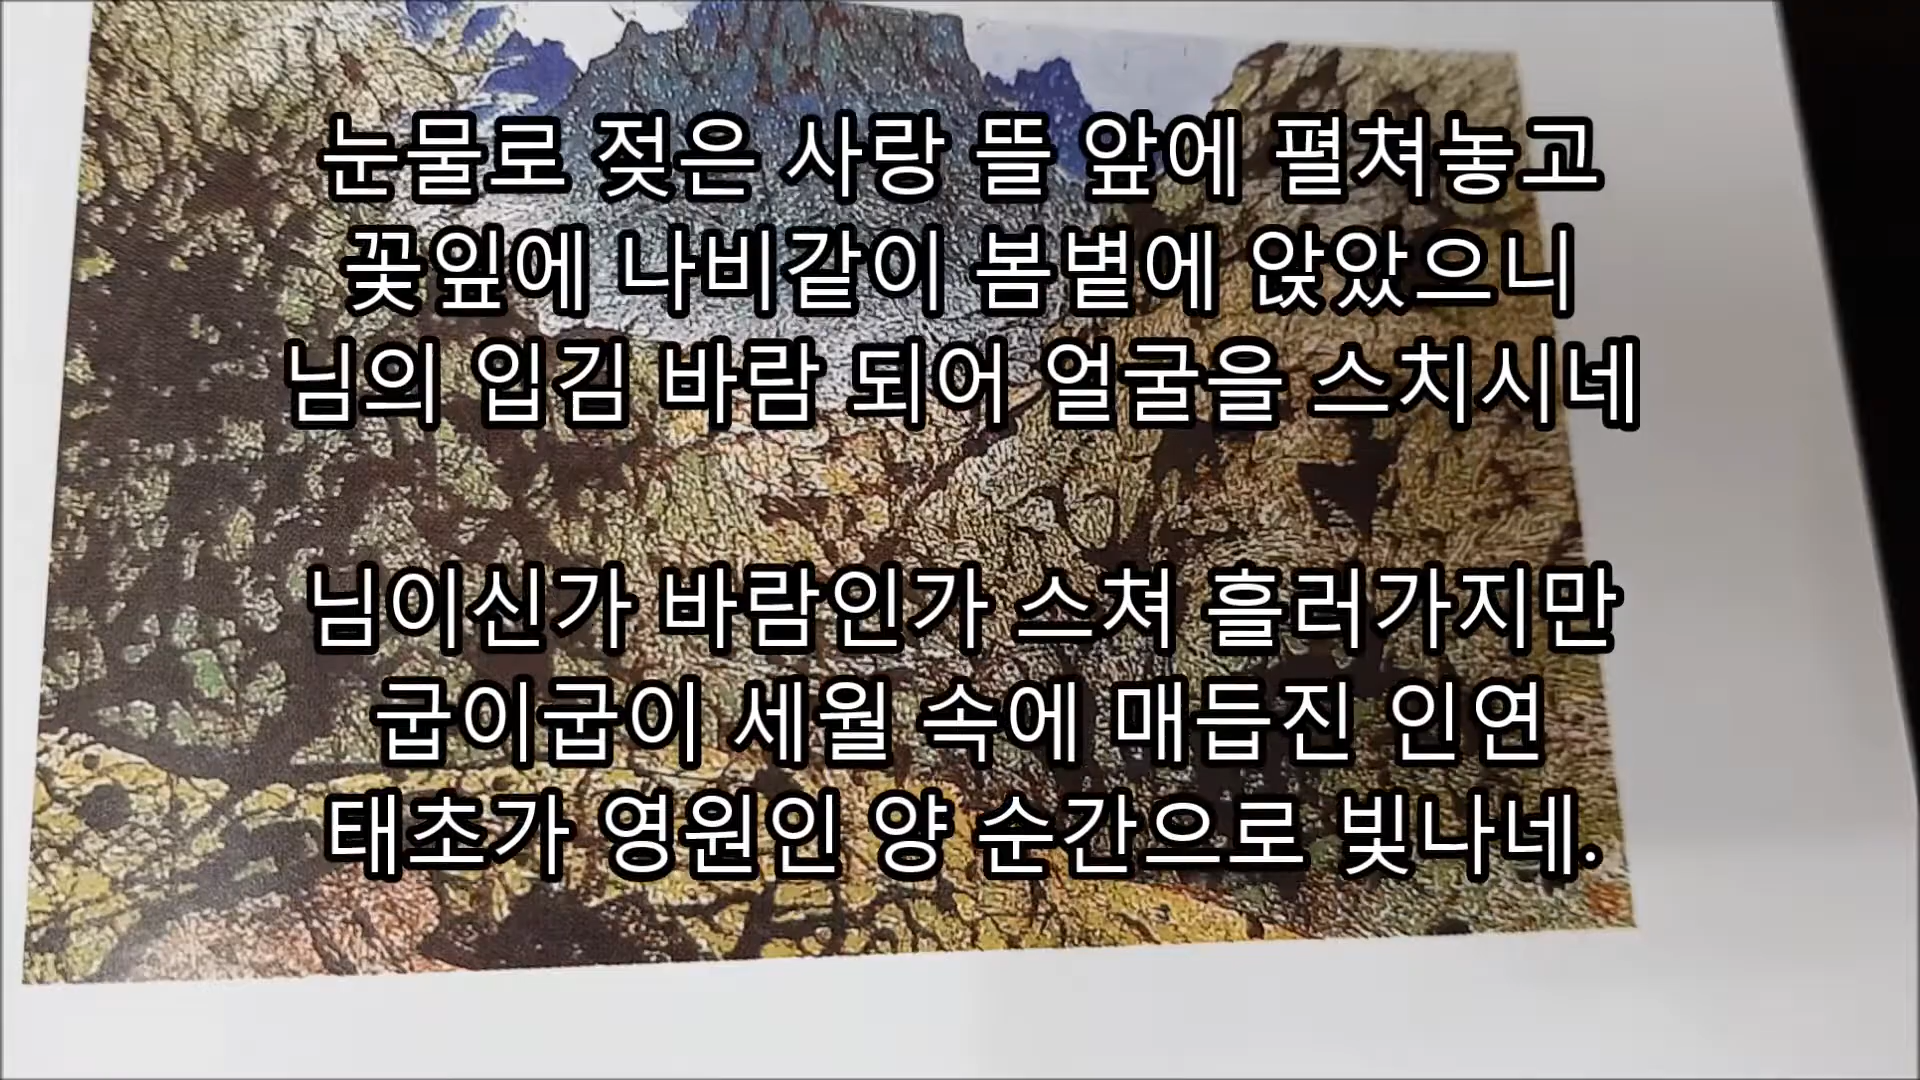 눈물로 젖은 사랑 뜰 앞에 펼쳐놓고
꽃잎에 나비같이 봄볕에 앉았으니
님의 입김 바람 되어 얼굴을 스치시네
님이신가 바람인가 스쳐 흘러가지만
굽이굽이 세월 속에 매듭진 인연
태초가 영원인 양 순간으로 빛나네.